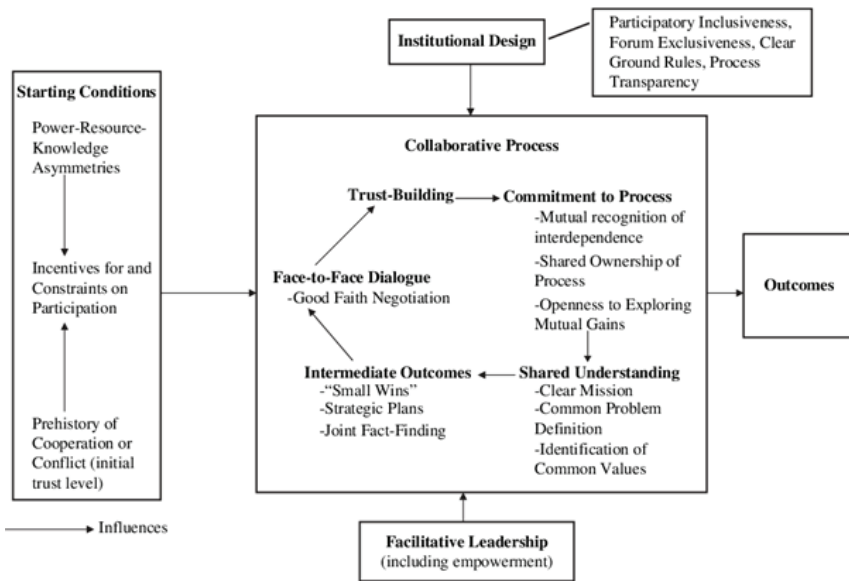 Institutional Design
Participatory Inclusiveness,
Forum Exclusiveness, Clear
Ground Rules, Process
Transparency
Starting Conditions
Power-Resource-
Knowledge
Asymmetries
Incentives for and
Constraints on
Participation
Prehistory of
Cooperation or
Conflict (initial
trust level)
Influences
Collaborative Process
Trust-Building
Commitment to Process
-Mutual recognition of
interdependence
-Shared Ownership of
Process
-Openness to Exploring
Mutual Gains
Face-to-Face Dialogue
-Good Faith Negotiation
Intermediate Outcomes
-“Small Wins”
-Strategic Plans
-Joint Fact-Finding
Shared Understanding
-Clear Mission
-Common Problem
Definition
-Identification of
Common Values
Outcomes
Facilitative Leadership
(including empowerment)